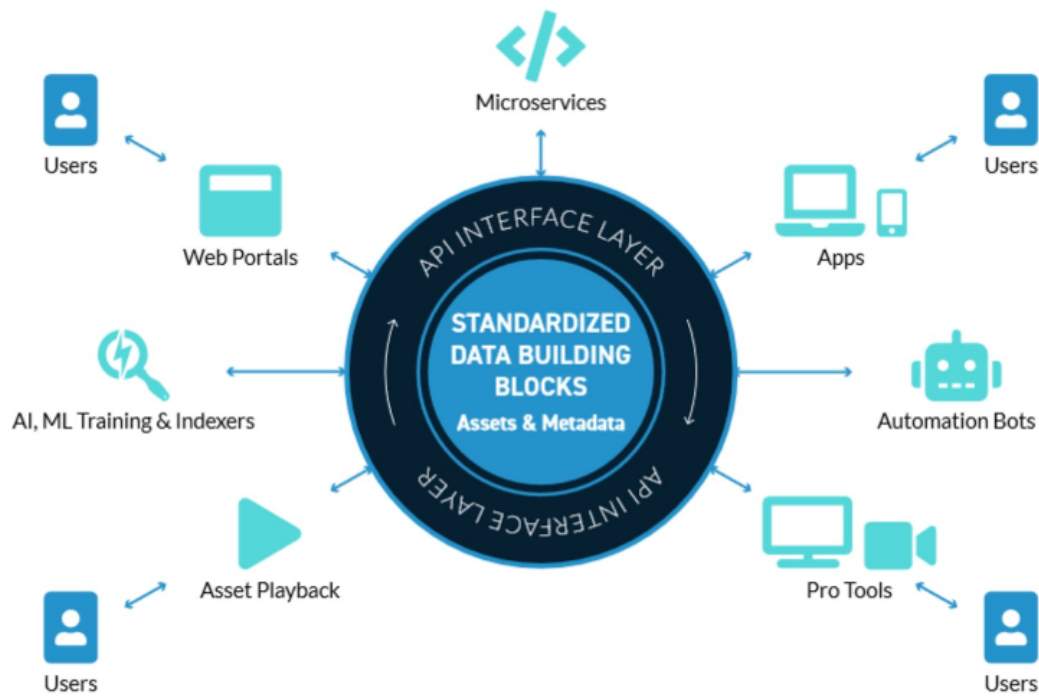 Microservices
Users
Users
Web Portals
Apps
API INTERFACE LAYER
STANDARDIZED
DATA BUILDING
BLOCKS
Assets & Metadata
AI, ML Training & Indexers
Automation Bots
API INTERFACE LAYER
Asset Playback
Pro Tools
Users
Users